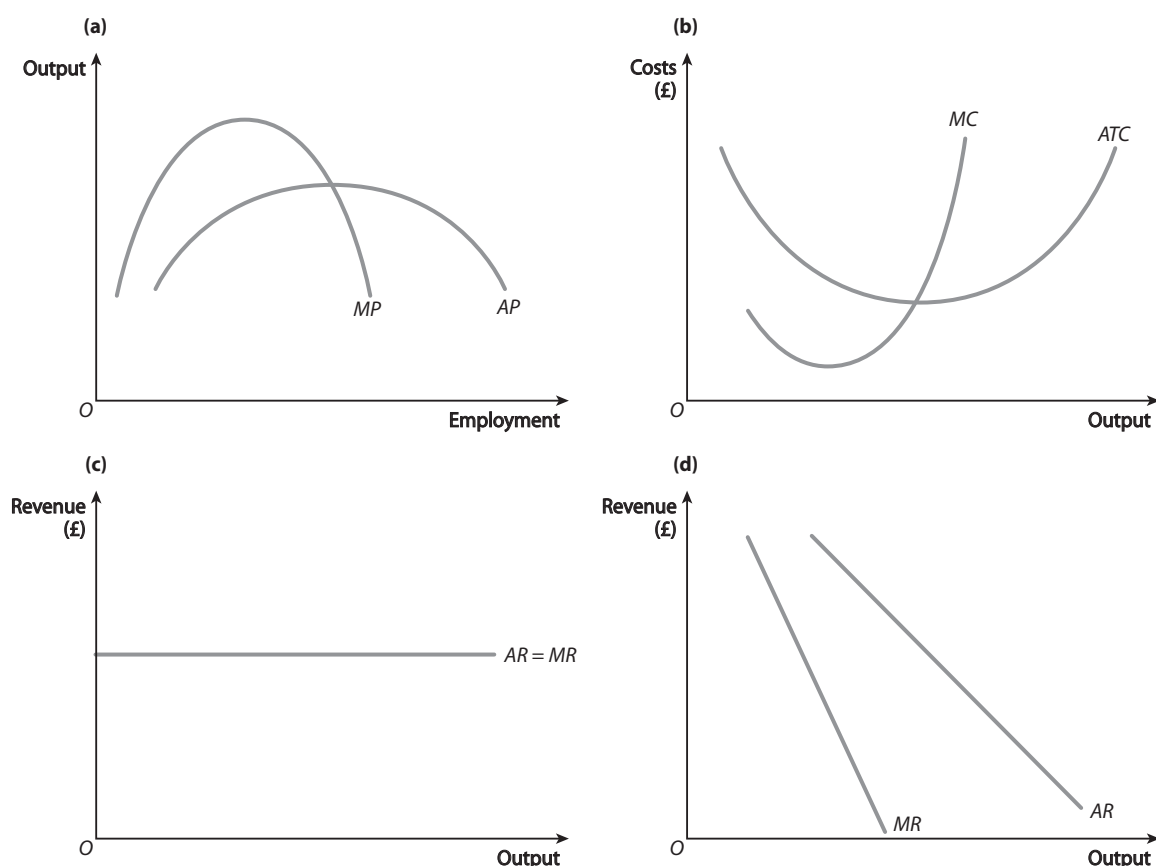 (a)
Output
MP
AP
O
Employment
(b)
Costs
(£)
MC
ATC
O
Output
(c)
Revenue
(£)
AR = MR
O
Output
(d)
Revenue
(£)
MR
AR
O
Output